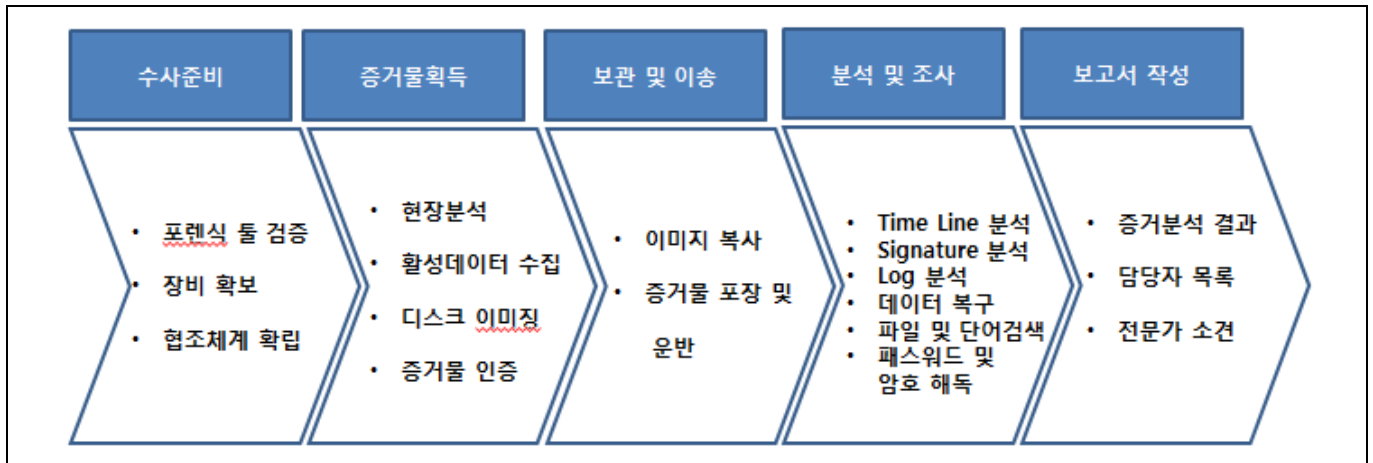 수사준비
증거물획득
보관 및 이송
분석 및 조사
보고서 작성
• 포렌식 툴 검증
• 장비 확보
• 협조체계 확립
• 현장분석
• 활성데이터 수집
• 디스크 이미징
• 증거물 인증
• 이미지 복사
• 증거물 포장 및
운반
• Time Line 분석
• Signature 분석
• Log 분석
• 데이터 복구
• 파일 및 단어검색
• 패스워드 및
암호 해독
• 증거분석 결과
• 담당자 목록
• 전문가 소견